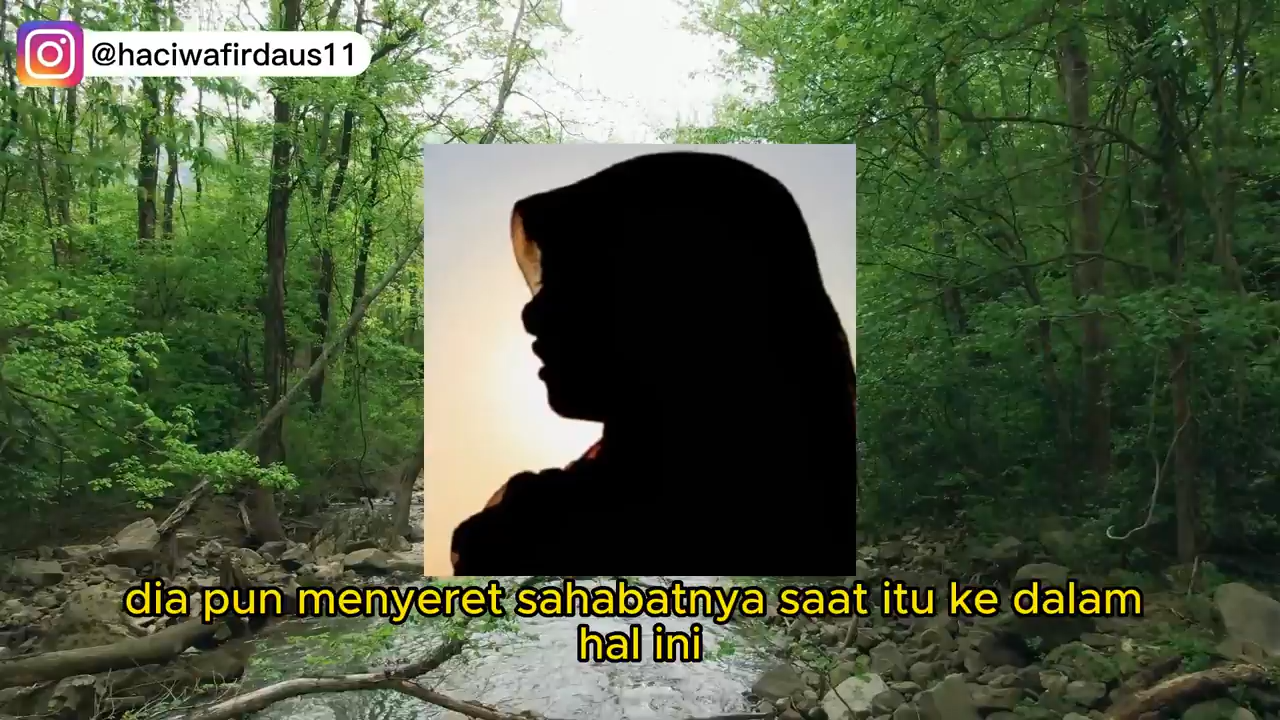 @haciwafirdaus11
dia pun menyeret sahabatnya saat itu ke dalam
hal ini